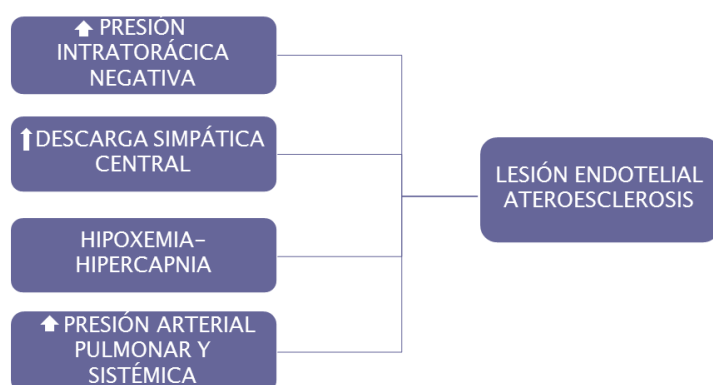 ⬆ PRESIÓN
INTRATORÁCICA
NEGATIVA
⬆DESCARGA SIMPÁTICA
CENTRAL
HIPOXEMIA-
HIPERCAPNIA
⬆ PRESIÓN ARTERIAL
PULMONAR Y
SISTÉMICA
LESIÓN ENDOTELIAL
ATEROESCLEROSIS